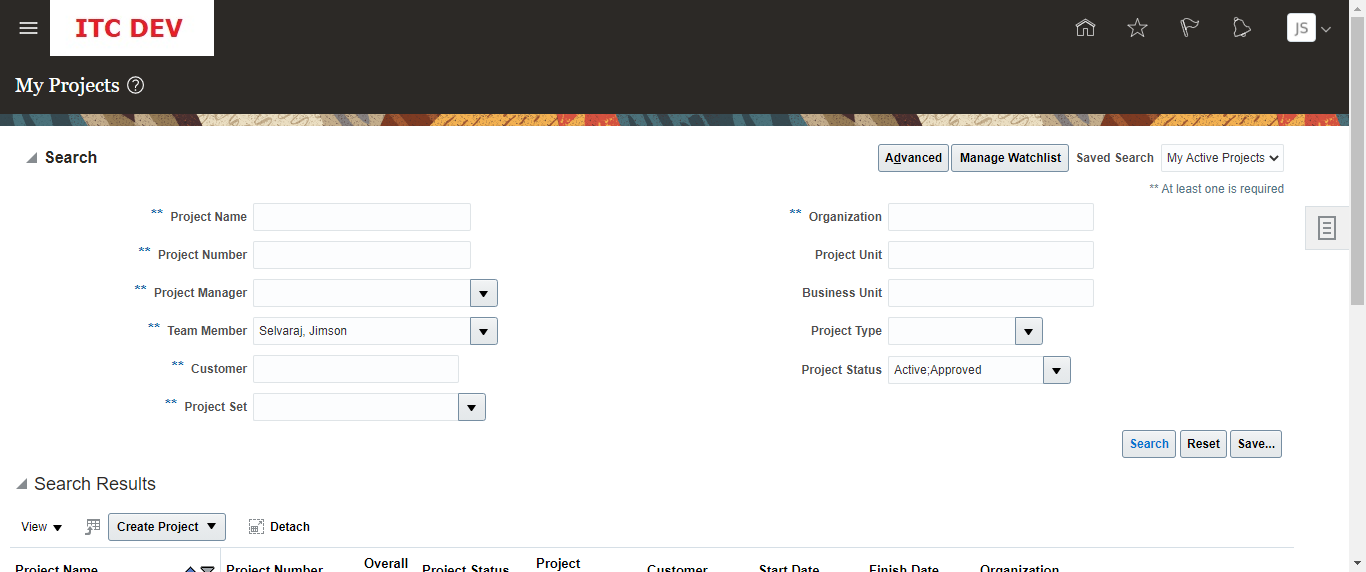 ITC DEV
JS
My Projects
Search
Advanced
Manage Watchlist
Saved Search
My Active Projects
** At least one is required
** Project Name
** Organization
** Project Number
Project Unit
** Project Manager
Business Unit
** Team Member Selvaraj, Jimson
Project Type
** Customer
Project Status Active;Approved
** Project Set
Search
Reset
Save...
Search Results
View
Create Project
Detach
Project Name
Project Number
Overall
Project Status
Project
Customer
Start Date
Finish Date
Organization